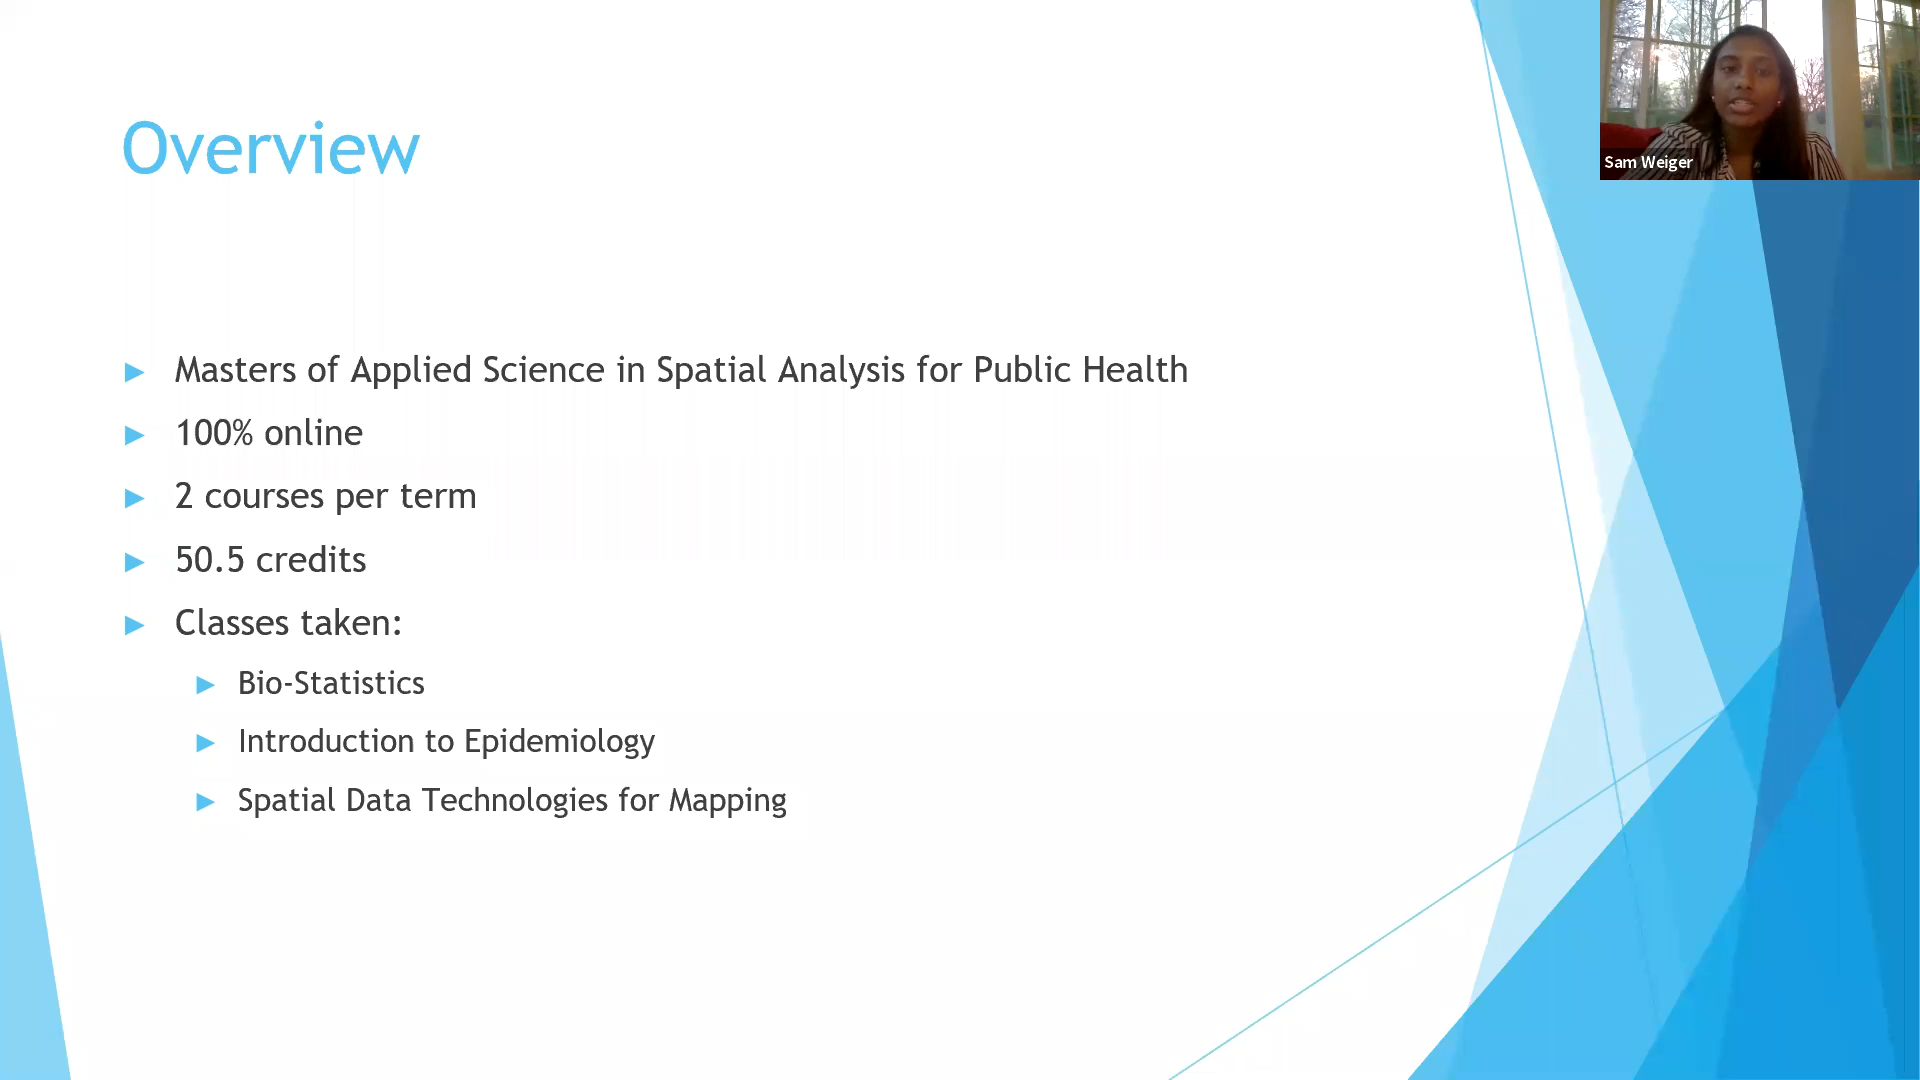 Overview
Sam Weiger
Masters of Applied Science in Spatial Analysis for Public Health
100% online
2 courses per term
50.5 credits
Classes taken:
Bio-Statistics
Introduction to Epidemiology
Spatial Data Technologies for Mapping